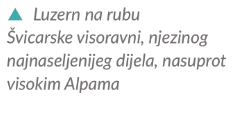 ▲ Luzern na rubu
Švicarske visoravni, njezinog
najnaseljenijeg dijela, nasuprot
visokim Alpama